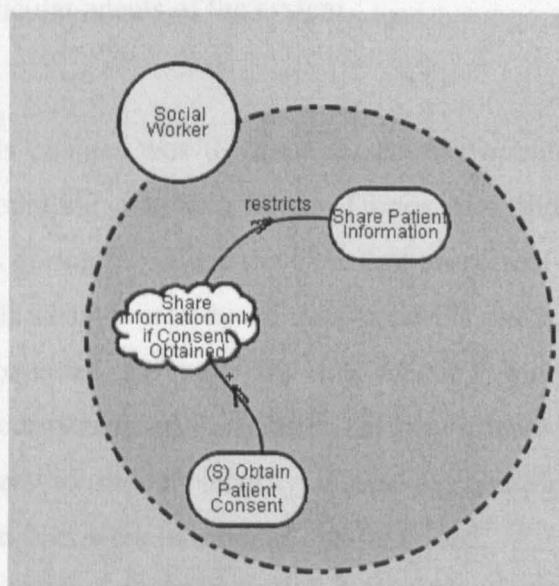 Social
Worker
restricts
Share Patient
Information
Share
Information only
if Consent
Obtained
+
(S) Obtain
Patient
Consent